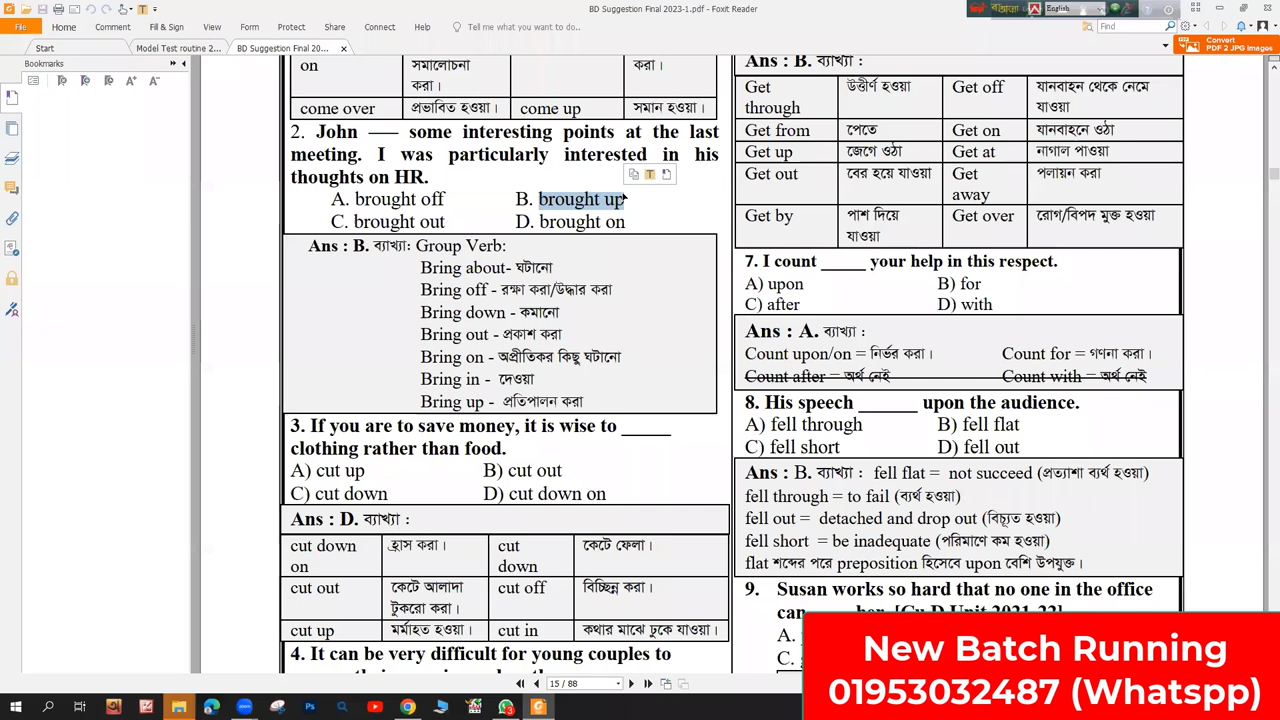 BD Suggestion Final 2023-1.pdf - Foxit Reader
English
File Home Comment Fill & Sign View Form Protect Share Connect Help Tell me what you want to do...
Find
Start Model Test routine 2... BD Suggestion Final 20...
Convert
PDF 2 JPG Images
Bookmarks
on সমালোচনা করা। করা।
come over প্রভাবিত হওয়া। come up সমান হওয়া।
2. John —— some interesting points at the last
meeting. I was particularly interested in his
thoughts on HR.
A. brought off B. brought up
C. brought out D. brought on
Ans : B. ব্যাখ্যা: Group Verb:
Bring about- ঘটানো
Bring off - রক্ষা করা/উদ্ধার করা
Bring down - কমানো
Bring out - প্রকাশ করা
Bring on - অপ্রীতিকর কিছু ঘটানো
Bring in - দেওয়া
Bring up - প্রতিপালন করা
3. If you are to save money, it is wise to _____
clothing rather than food.
A) cut up B) cut out
C) cut down D) cut down on
Ans : D. ব্যাখ্যা :
cut down on হ্রাস করা। cut down কেটে ফেলা।
cut out কেটে আলাদা টুকরো করা। cut off বিচ্ছিন্ন করা।
cut up মর্মাহত হওয়া। cut in কথার মাঝে ঢুকে যাওয়া।
4. It can be very difficult for young couples to
Ans : B. ব্যাখ্যা :
Get through উত্তীর্ণ হওয়া Get off যানবাহন থেকে নেমে যাওয়া
Get from পেতে Get on যানবাহনে ওঠা
Get up জেগে ওঠা Get at নাগাল পাওয়া
Get out বের হয়ে যাওয়া Get away পলায়ন করা
Get by পাশ দিয়ে যাওয়া Get over রোগ/বিপদ মুক্ত হওয়া
7. I count _____ your help in this respect.
A) upon B) for
C) after D) with
Ans : A. ব্যাখ্যা :
Count upon/on = নির্ভর করা। Count for = গণনা করা।
Count after = অর্থ নেই Count with = অর্থ নেই
8. His speech ______ upon the audience.
A) fell through B) fell flat
C) fell short D) fell out
Ans : B. ব্যাখ্যা : fell flat = not succeed (প্রত্যাশা ব্যর্থ হওয়া)
fell through = to fail (ব্যর্থ হওয়া)
fell out = detached and drop out (বিচ্যুত হওয়া)
fell short = be inadequate (পরিমাণে কম হওয়া)
flat শব্দের পরে preposition হিসেবে upon বেশি উপযুক্ত।
9. Susan works so hard that no one in the office
can
A.
C.
15 / 88
New Batch Running
01953032487 (Whatspp)